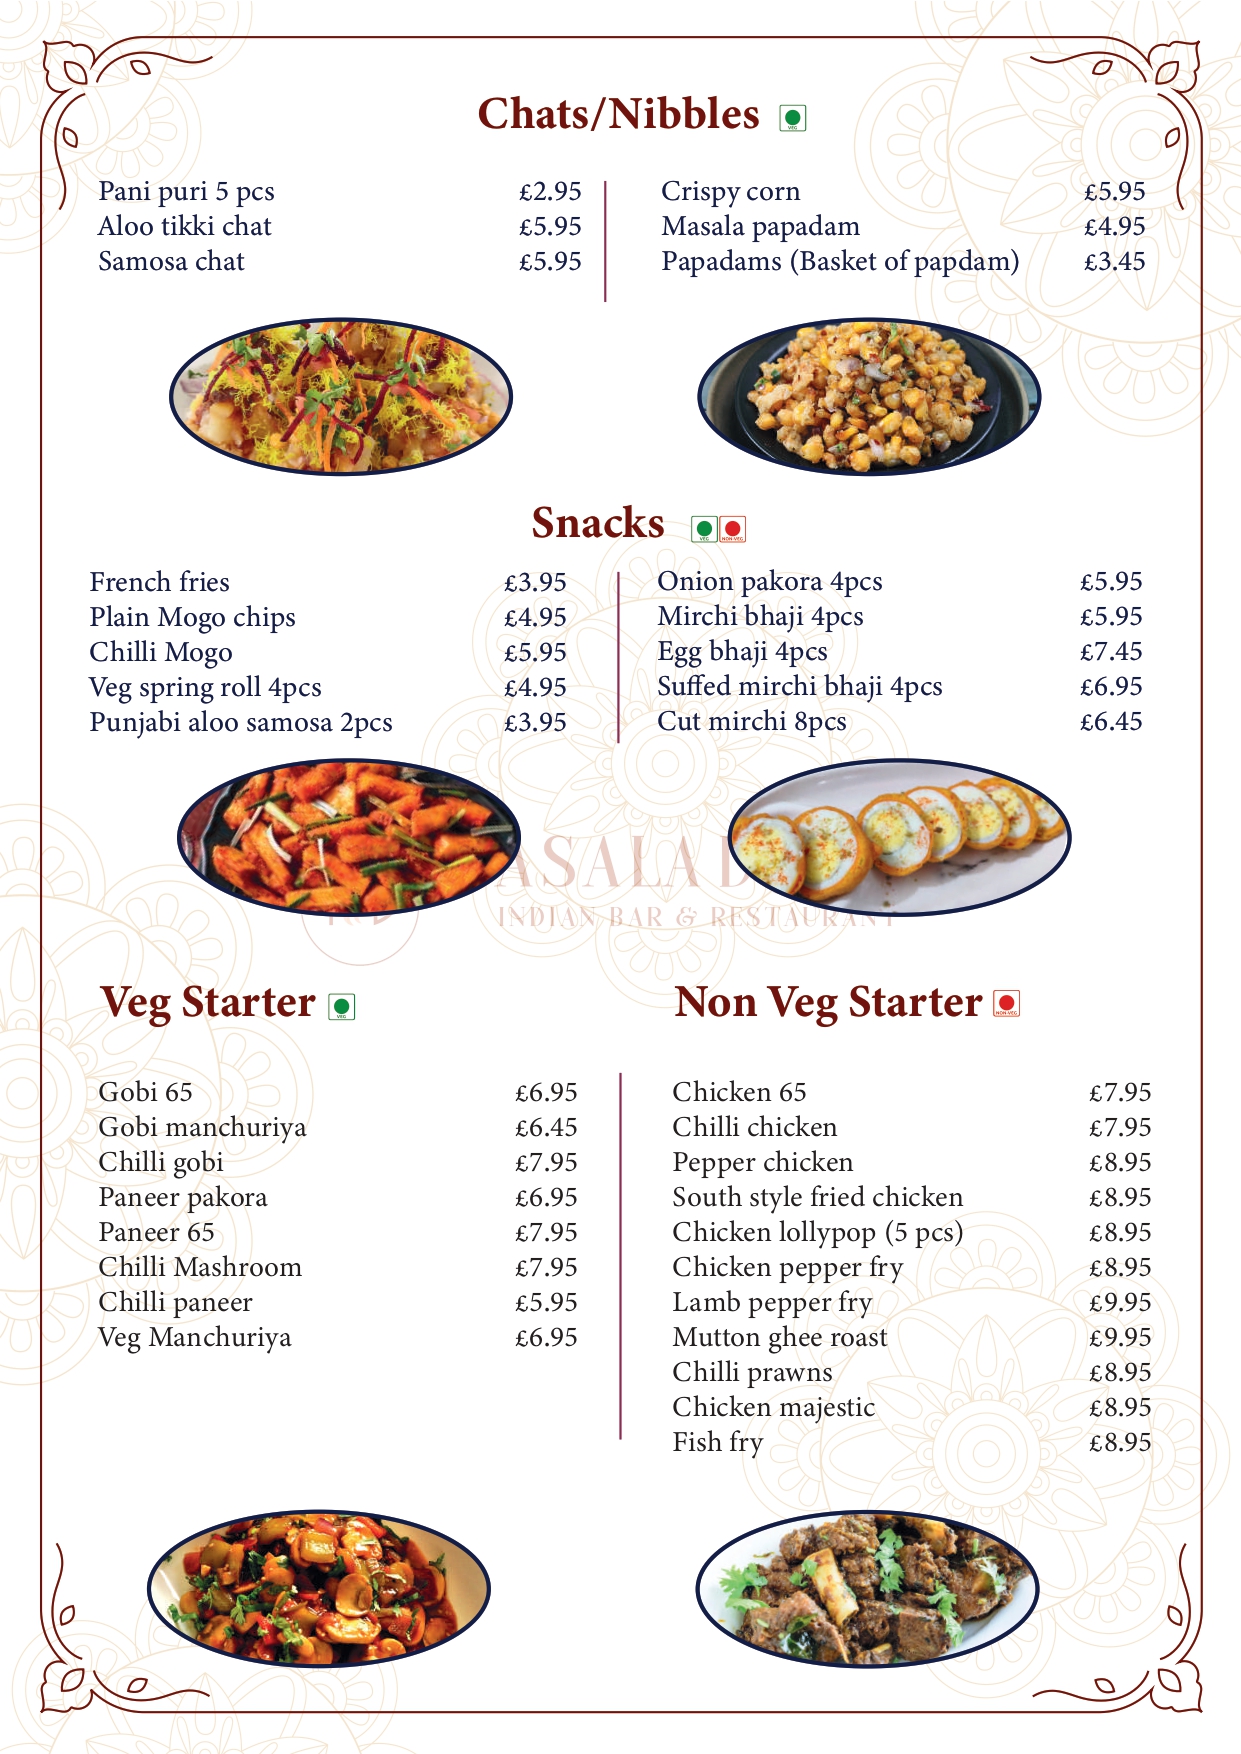 Chats/Nibbles
VEG
Pani puri 5 pcs £2.95
Aloo tikki chat £5.95
Samosa chat £5.95
Crispy corn £5.95
Masala papadam £4.95
Papadams (Basket of papdam) £3.45
Snacks
VEG NON-VEG
French fries £3.95
Plain Mogo chips £4.95
Chilli Mogo £5.95
Veg spring roll 4pcs £4.95
Punjabi aloo samosa 2pcs £3.95
Onion pakora 4pcs £5.95
Mirchi bhaji 4pcs £5.95
Egg bhaji 4pcs £7.45
Suffed mirchi bhaji 4pcs £6.95
Cut mirchi 8pcs £6.45
ASALA
INDIAN BAR & RESTAURANT
Veg Starter
VEG
Gobi 65 £6.95
Gobi manchuriya £6.45
Chilli gobi £7.95
Paneer pakora £6.95
Paneer 65 £7.95
Chilli Mashroom £7.95
Chilli paneer £5.95
Veg Manchuriya £6.95
Non Veg Starter
NON-VEG
Chicken 65 £7.95
Chilli chicken £7.95
Pepper chicken £8.95
South style fried chicken £8.95
Chicken lollypop (5 pcs) £8.95
Chicken pepper fry £8.95
Lamb pepper fry £9.95
Mutton ghee roast £9.95
Chilli prawns £8.95
Chicken majestic £8.95
Fish fry £8.95